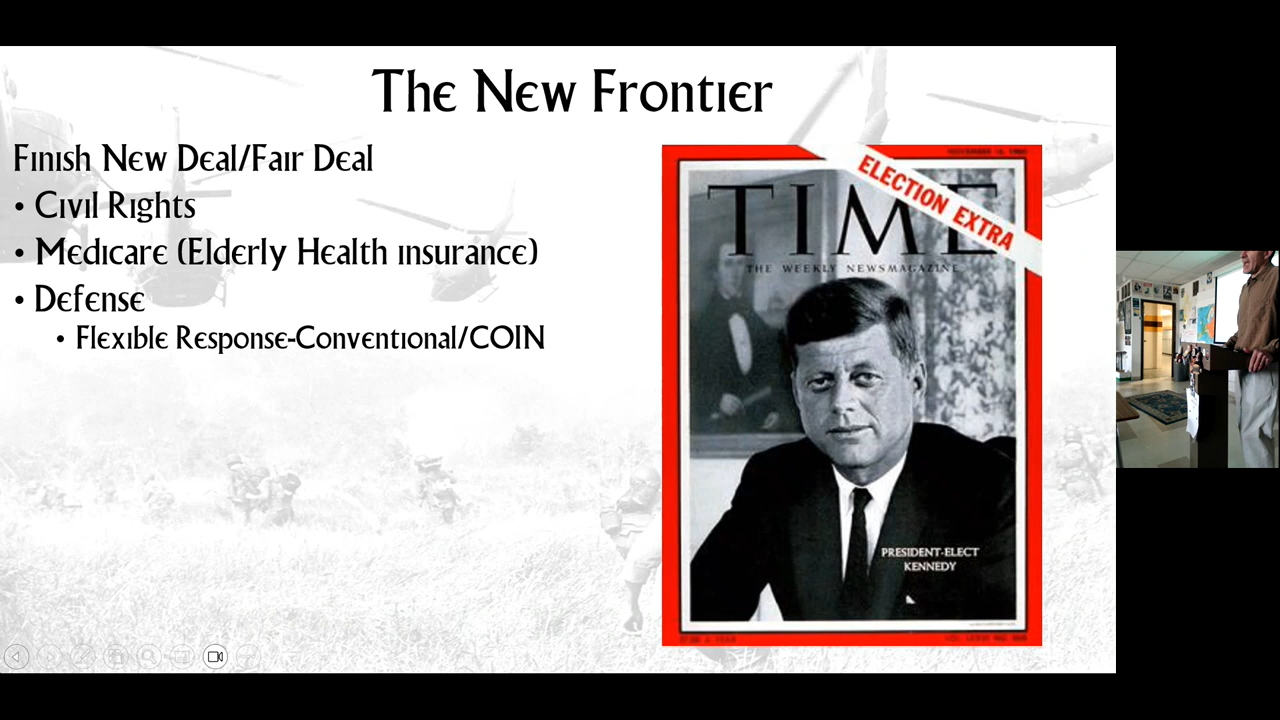 The New Frontier
Finish New Deal/Fair Deal
• Civil Rights
• Medicare (Elderly Health insurance)
• Defense
• Flexible Response-Conventional/COIN
ELECTION EXTRA
TIME
THE WEEKLY NEWSMAGAZINE
PRESIDENT-ELECT
KENNEDY